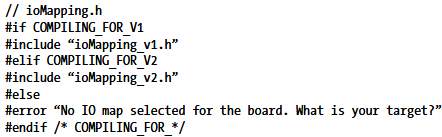 // ioMapping.h
#if COMPILING_FOR_V1
#include “ioMapping_v1.h”
#elif COMPILING_FOR_V2
#include “ioMapping_v2.h”
#else
#error “No IO map selected for the board. What is your target?”
#endif /* COMPILING_FOR_*/